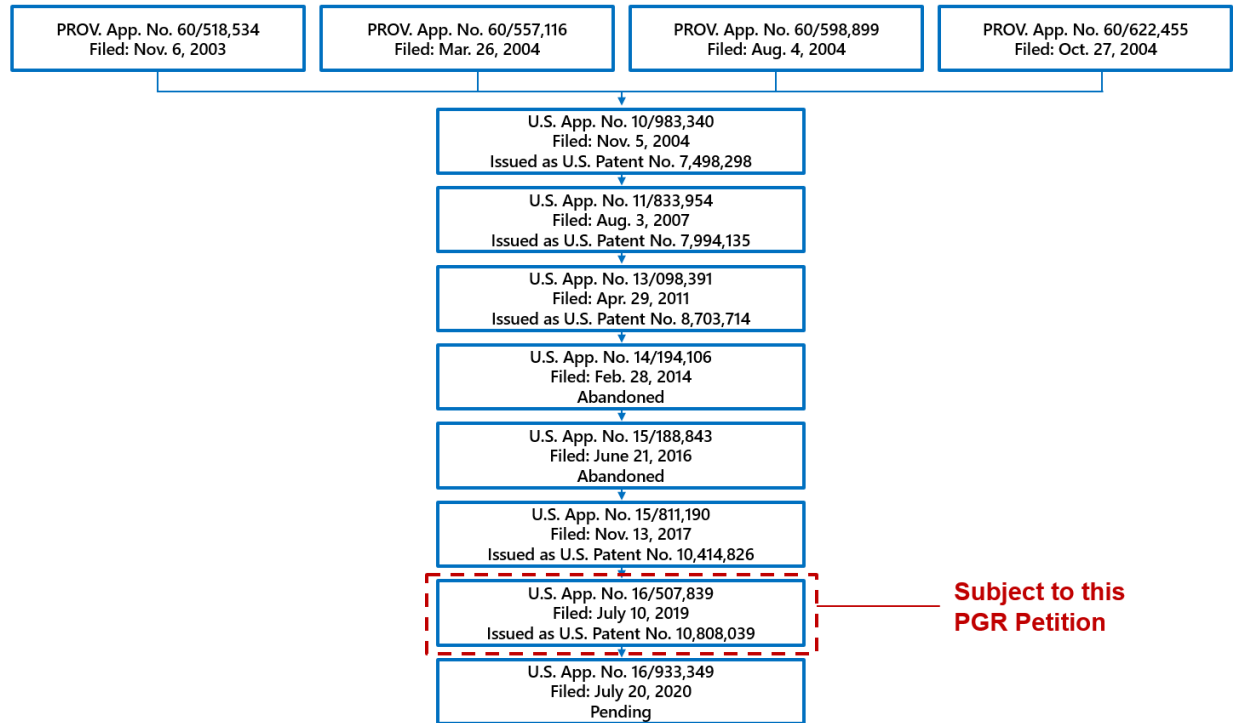 PROV. App. No. 60/518,534
Filed: Nov. 6, 2003
PROV. App. No. 60/557,116
Filed: Mar. 26, 2004
PROV. App. No. 60/598,899
Filed: Aug. 4, 2004
PROV. App. No. 60/622,455
Filed: Oct. 27, 2004
U.S. App. No. 10/983,340
Filed: Nov. 5, 2004
Issued as U.S. Patent No. 7,498,298
U.S. App. No. 11/833,954
Filed: Aug. 3, 2007
Issued as U.S. Patent No. 7,994,135
U.S. App. No. 13/098,391
Filed: Apr. 29, 2011
Issued as U.S. Patent No. 8,703,714
U.S. App. No. 14/194,106
Filed: Feb. 28, 2014
Abandoned
U.S. App. No. 15/188,843
Filed: June 21, 2016
Abandoned
U.S. App. No. 15/811,190
Filed: Nov. 13, 2017
Issued as U.S. Patent No. 10,414,826
U.S. App. No. 16/507,839
Filed: July 10, 2019
Issued as U.S. Patent No. 10,808,039
Subject to this
PGR Petition
U.S. App. No. 16/933,349
Filed: July 20, 2020
Pending